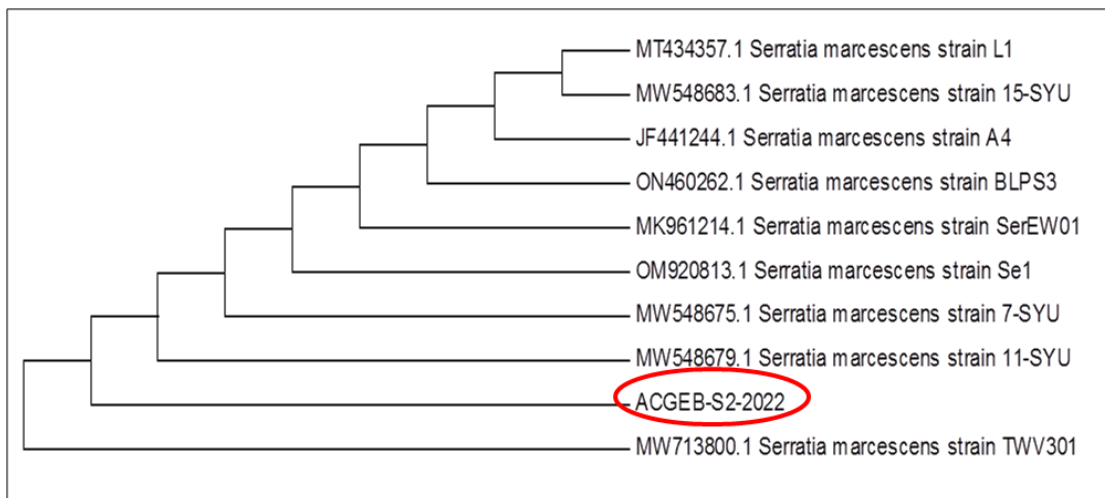 MT434357.1 Serratia marcescens strain L1
MW548683.1 Serratia marcescens strain 15-SYU
JF441244.1 Serratia marcescens strain A4
ON460262.1 Serratia marcescens strain BLPS3
MK961214.1 Serratia marcescens strain SerEW01
OM920813.1 Serratia marcescens strain Se1
MW548675.1 Serratia marcescens strain 7-SYU
MW548679.1 Serratia marcescens strain 11-SYU
ACGEB-S2-2022
MW713800.1 Serratia marcescens strain TWV301